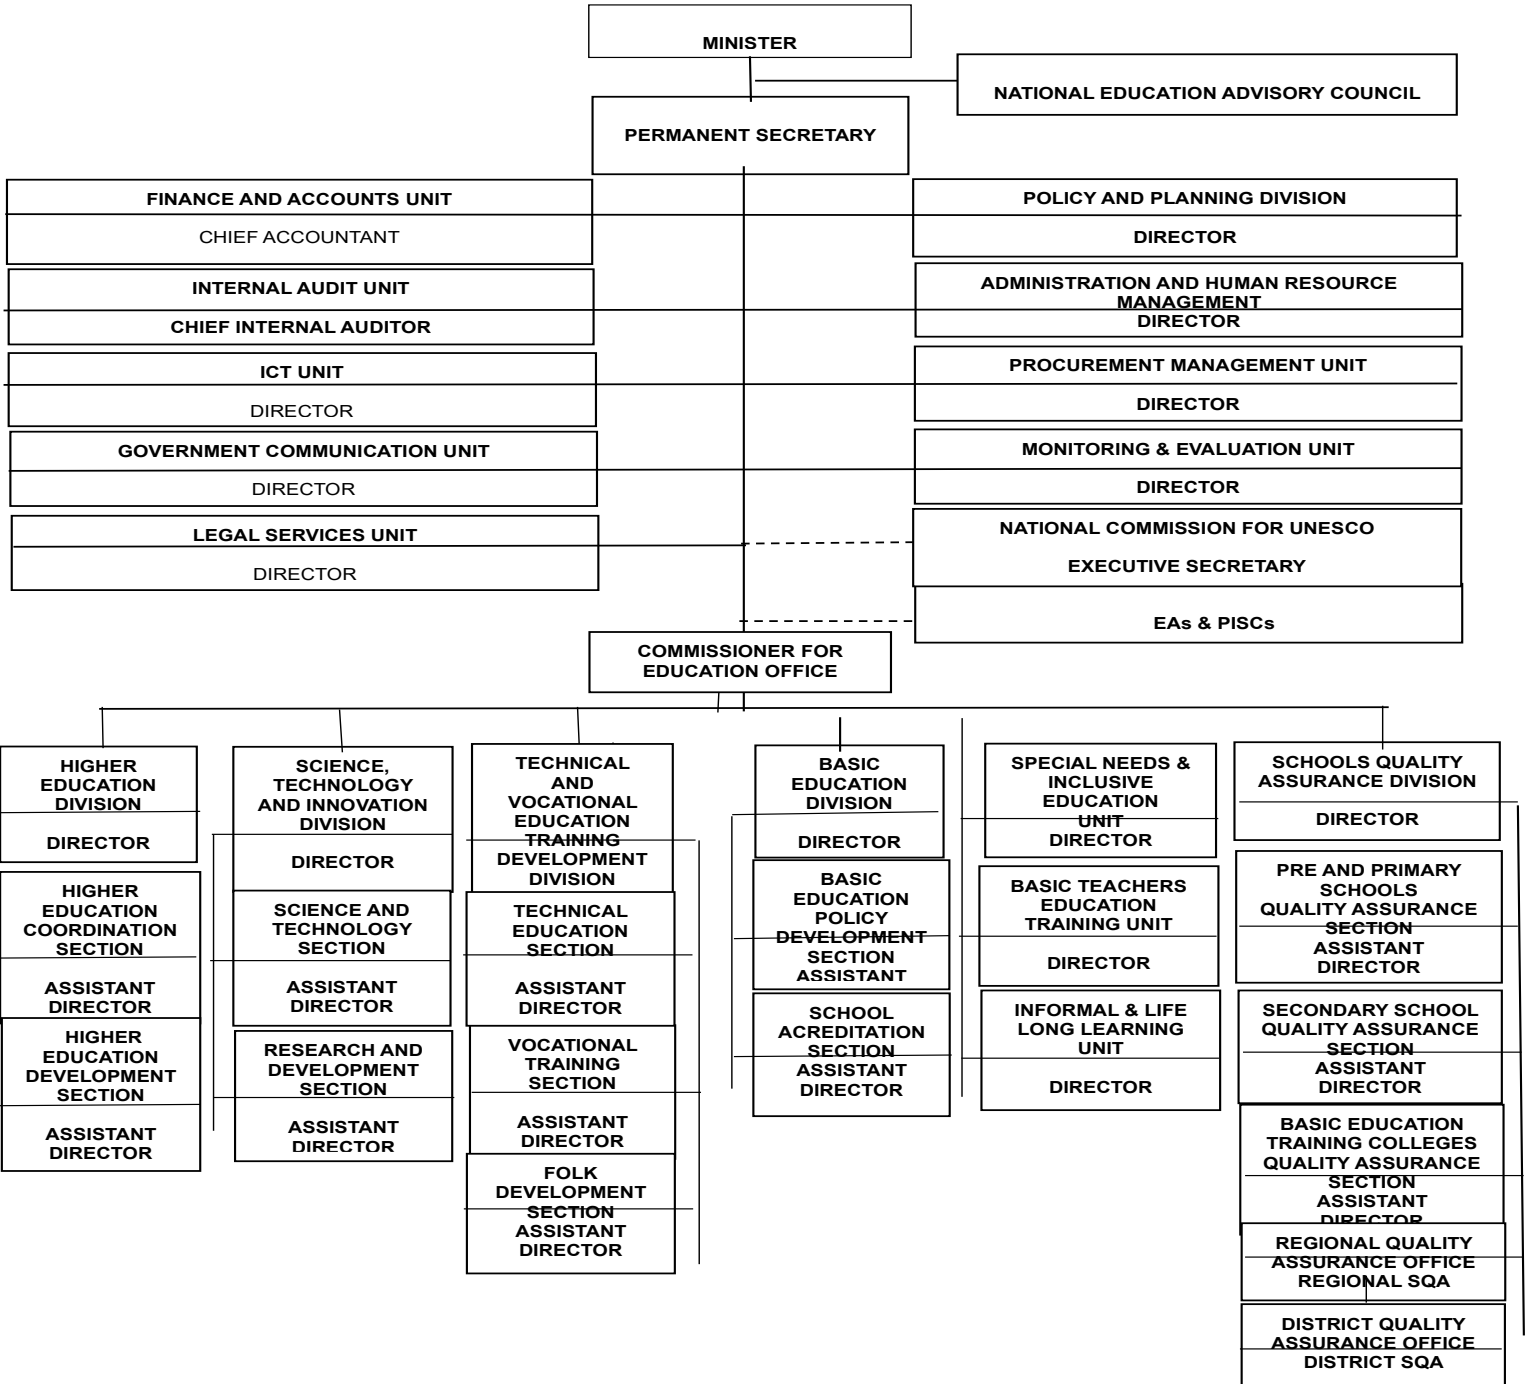 MINISTER
NATIONAL EDUCATION ADVISORY COUNCIL
PERMANENT SECRETARY
FINANCE AND ACCOUNTS UNIT
CHIEF ACCOUNTANT
POLICY AND PLANNING DIVISION
DIRECTOR
INTERNAL AUDIT UNIT
CHIEF INTERNAL AUDITOR
ADMINISTRATION AND HUMAN RESOURCE
MANAGEMENT
DIRECTOR
ICT UNIT
DIRECTOR
PROCUREMENT MANAGEMENT UNIT
DIRECTOR
GOVERNMENT COMMUNICATION UNIT
DIRECTOR
MONITORING & EVALUATION UNIT
DIRECTOR
LEGAL SERVICES UNIT
DIRECTOR
NATIONAL COMMISSION FOR UNESCO
EXECUTIVE SECRETARY
EAs & PISCs
COMMISSIONER FOR
EDUCATION OFFICE
HIGHER
EDUCATION
DIVISION
DIRECTOR
HIGHER
EDUCATION
COORDINATION
SECTION
ASSISTANT
DIRECTOR
HIGHER
EDUCATION
DEVELOPMENT
SECTION
ASSISTANT
DIRECTOR
SCIENCE,
TECHNOLOGY
AND INNOVATION
DIVISION
DIRECTOR
SCIENCE AND
TECHNOLOGY
SECTION
ASSISTANT
DIRECTOR
RESEARCH AND
DEVELOPMENT
SECTION
ASSISTANT
DIRECTOR
TECHNICAL
AND
VOCATIONAL
EDUCATION
TRAINING
DEVELOPMENT
DIVISION
TECHNICAL
EDUCATION
SECTION
ASSISTANT
DIRECTOR
VOCATIONAL
TRAINING
SECTION
ASSISTANT
DIRECTOR
FOLK
DEVELOPMENT
SECTION
ASSISTANT
DIRECTOR
BASIC
EDUCATION
DIVISION
DIRECTOR
BASIC
EDUCATION
POLICY
DEVELOPMENT
SECTION
ASSISTANT
SCHOOL
ACREDITATION
SECTION
ASSISTANT
DIRECTOR
SPECIAL NEEDS &
INCLUSIVE
EDUCATION
UNIT
DIRECTOR
BASIC TEACHERS
EDUCATION
TRAINING UNIT
DIRECTOR
INFORMAL & LIFE
LONG LEARNING
UNIT
DIRECTOR
SCHOOLS QUALITY
ASSURANCE DIVISION
DIRECTOR
PRE AND PRIMARY
SCHOOLS
QUALITY ASSURANCE
SECTION
ASSISTANT
DIRECTOR
SECONDARY SCHOOL
QUALITY ASSURANCE
SECTION
ASSISTANT
DIRECTOR
BASIC EDUCATION
TRAINING COLLEGES
QUALITY ASSURANCE
SECTION
ASSISTANT
DIRECTOR
REGIONAL QUALITY
ASSURANCE OFFICE
REGIONAL SQA
DISTRICT QUALITY
ASSURANCE OFFICE
DISTRICT SQA